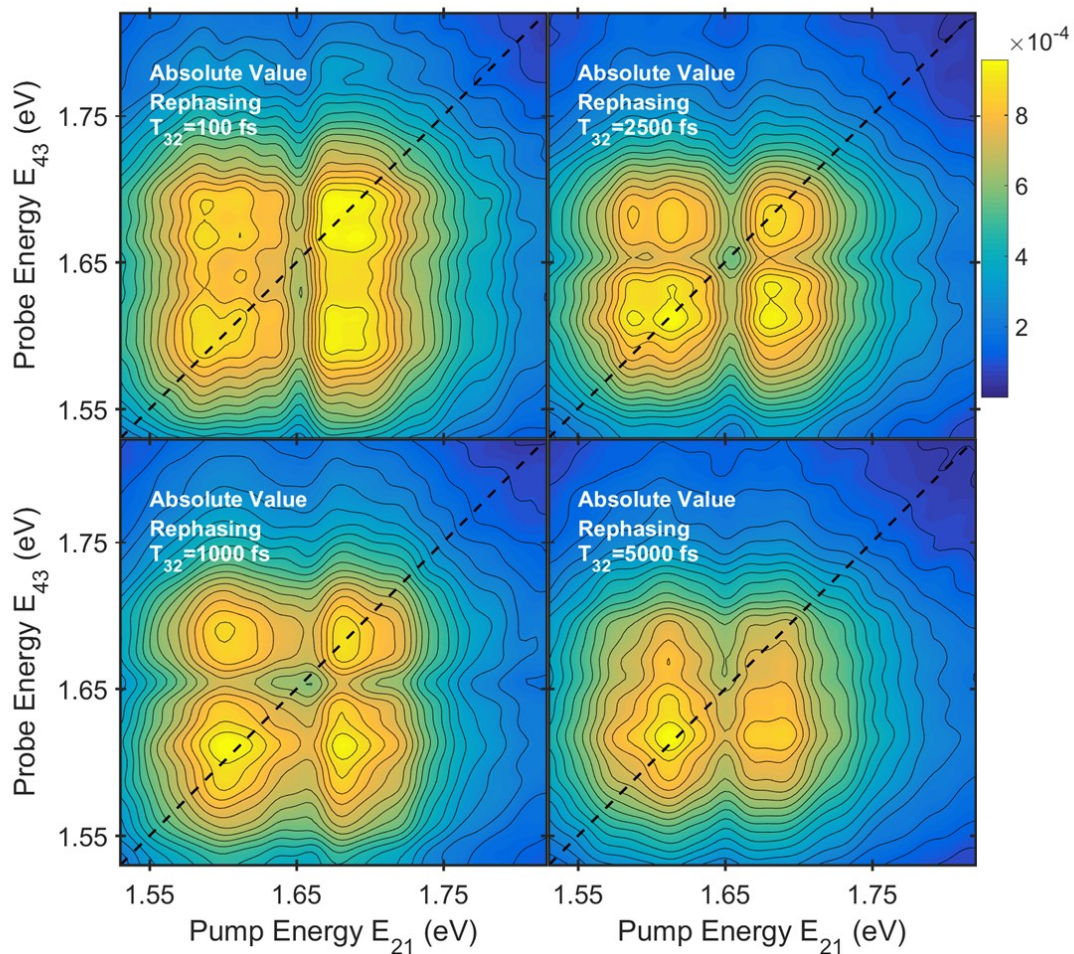 ×10⁻⁴
Absolute Value
Rephasing
T₃₂=100 fs
Absolute Value
Rephasing
T₃₂=2500 fs
8
6
4
2
Probe Energy E₄₃ (eV)
1.75
1.65
1.55
Absolute Value
Rephasing
T₃₂=1000 fs
Absolute Value
Rephasing
T₃₂=5000 fs
Probe Energy E₄₃ (eV)
1.75
1.65
1.55
1.55 1.65 1.75
1.55 1.65 1.75
Pump Energy E₂₁ (eV)
Pump Energy E₂₁ (eV)